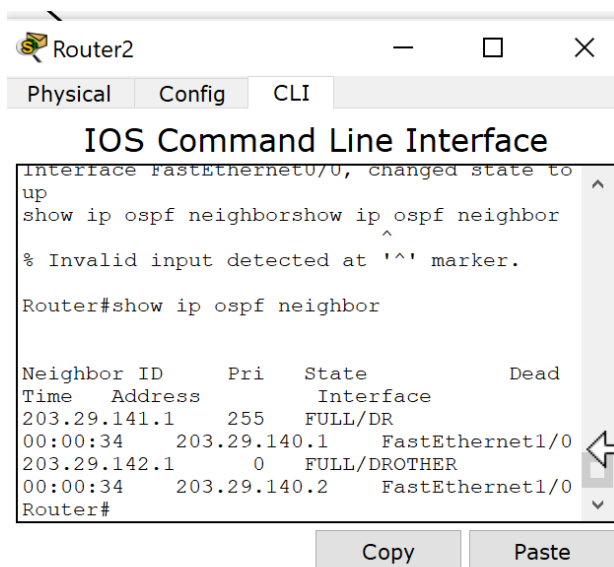 Router2
Physical Config CLI
IOS Command Line Interface
Interface FastEthernet0/0, changed state to
up
show ip ospf neighborshow ip ospf neighbor
^
% Invalid input detected at '^' marker.
Router#show ip ospf neighbor
Neighbor ID Pri State Dead
Time Address Interface
203.29.141.1 255 FULL/DR
00:00:34 203.29.140.1 FastEthernet1/0
203.29.142.1 0 FULL/DROTHER
00:00:34 203.29.140.2 FastEthernet1/0
Router#
Copy Paste